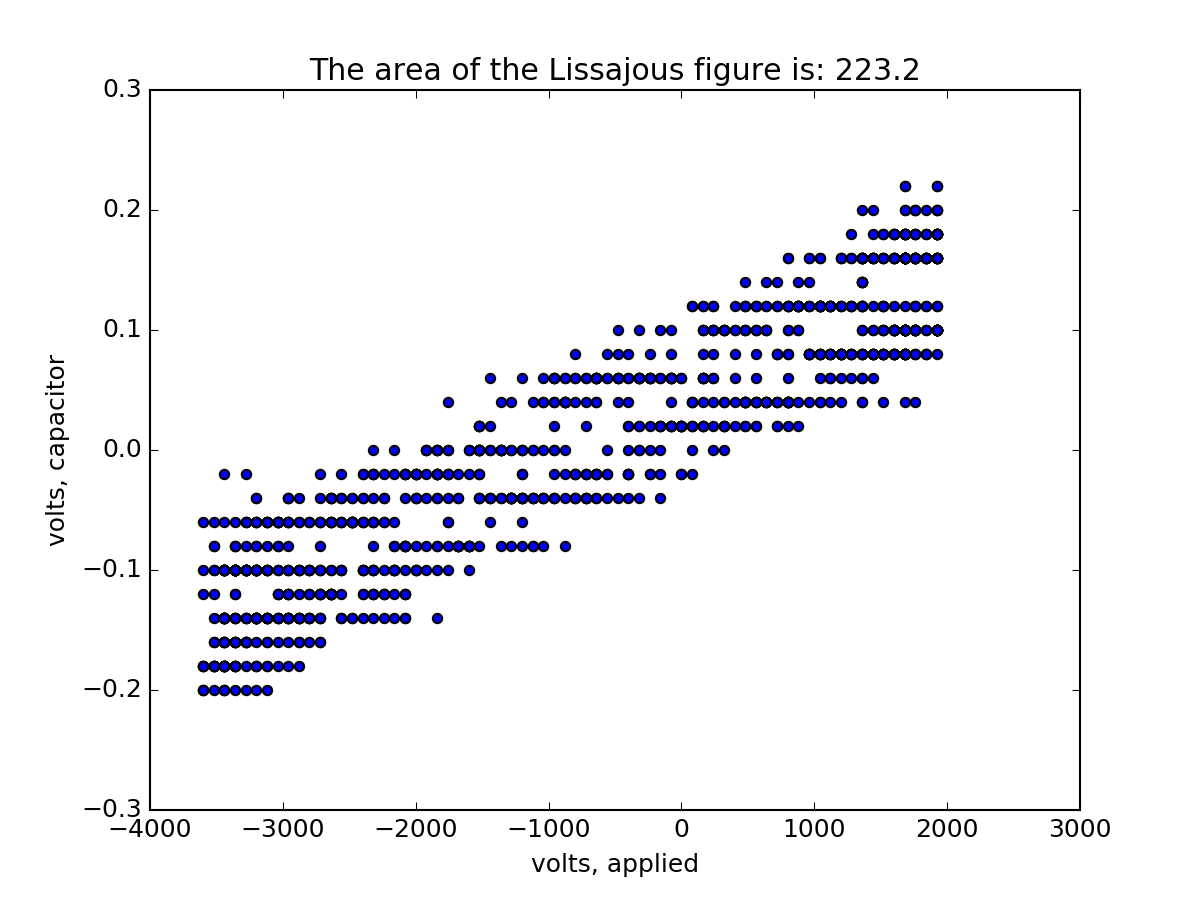 The area of the Lissajous figure is: 223.2
0.3
0.2
0.1
0.0
−0.1
−0.2
−0.3
volts, capacitor
−4000 −3000 −2000 −1000 0 1000 2000 3000
volts, applied